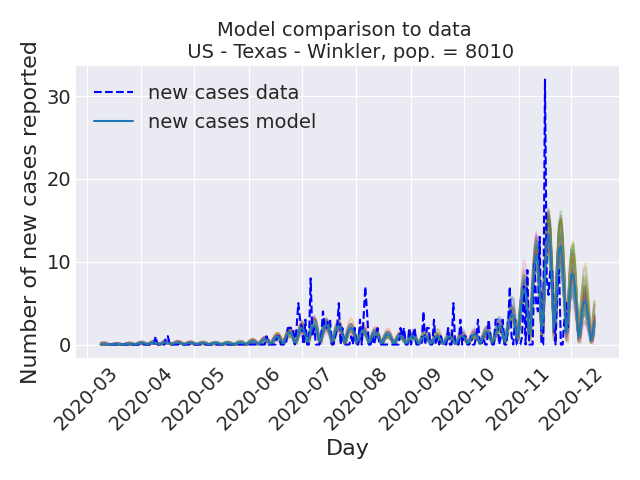 Model comparison to data
US - Texas - Winkler, pop. = 8010
Number of new cases reported
30
20
10
0
new cases data
new cases model
2020-03
2020-04
2020-05
2020-06
2020-07
2020-08
2020-09
2020-10
2020-11
2020-12
Day